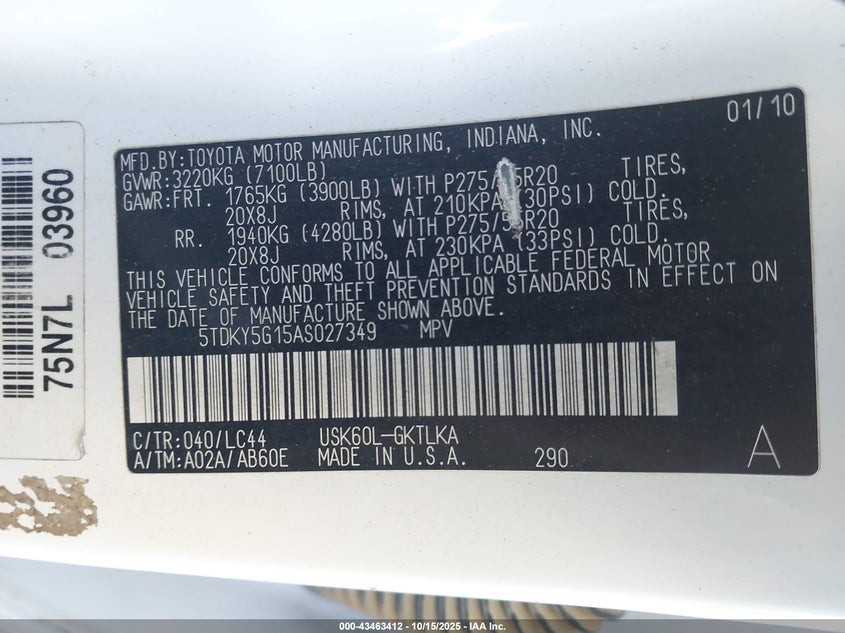 01/10
MFD.BY:TOYOTA MOTOR MANUFACTURING, INDIANA, INC.
GVWR:3220KG (7100LB)
GAWR:FRT. 1765KG (3900LB) WITH TIRES,
20X8J RIMS, AT 210KPA (30PSI) COLD.
RR. 1940KG (4280LB) WITH TIRES,
20X8J RIMS, AT 230KPA (33PSI) COLD.
THIS VEHICLE CONFORMS TO ALL APPLICABLE FEDERAL MOTOR
VEHICLE SAFETY AND THEFT PREVENTION STANDARDS IN EFFECT ON
THE DATE OF MANUFACTURE SHOWN ABOVE.
5TDKY5G15AS027349 MPV
C/TR:040/LC44 USK60L-GKTLKA
A/TM:A02A/AB60E MADE IN U.S.A. 290
A
75N7L 03960
000-43463412 - 10/15/2025 - IAA Inc.